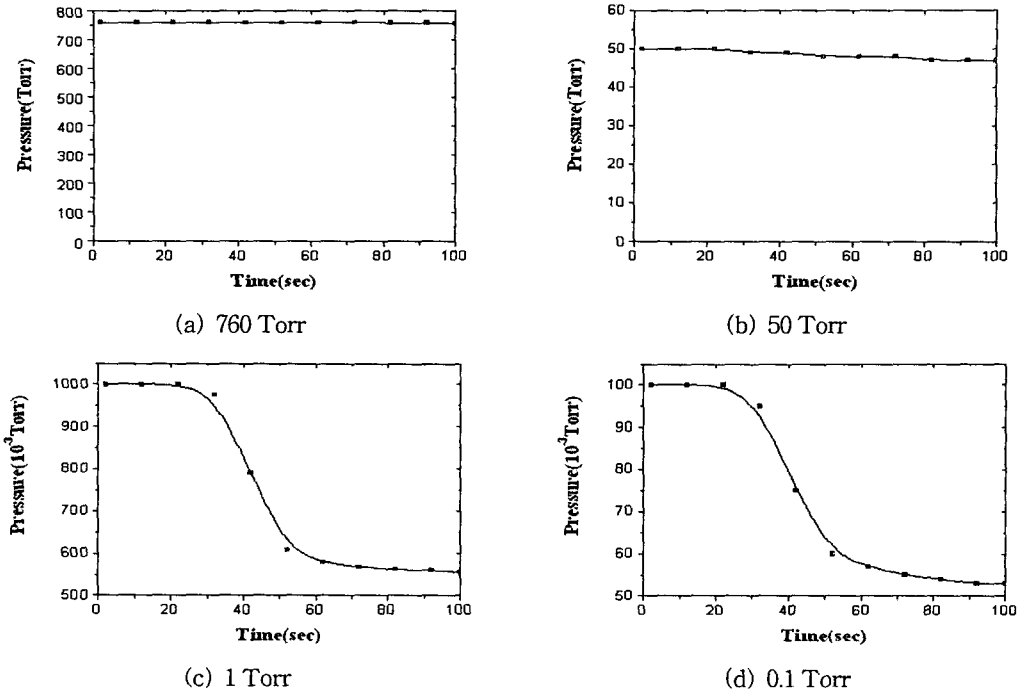 800
700
600
500
400
300
200
100
0
Pressure(Torr)
0 20 40 60 80 100
Time(sec)
(a) 760 Torr
60
50
40
30
20
10
0
Pressure(Torr)
0 20 40 60 80 100
Time(sec)
(b) 50 Torr
1000
900
800
700
600
500
Pressure(10⁻³Torr)
0 20 40 60 80 100
Time(sec)
(c) 1 Torr
100
90
80
70
60
50
Pressure(10⁻³Torr)
0 20 40 60 80 100
Time(sec)
(d) 0.1 Torr